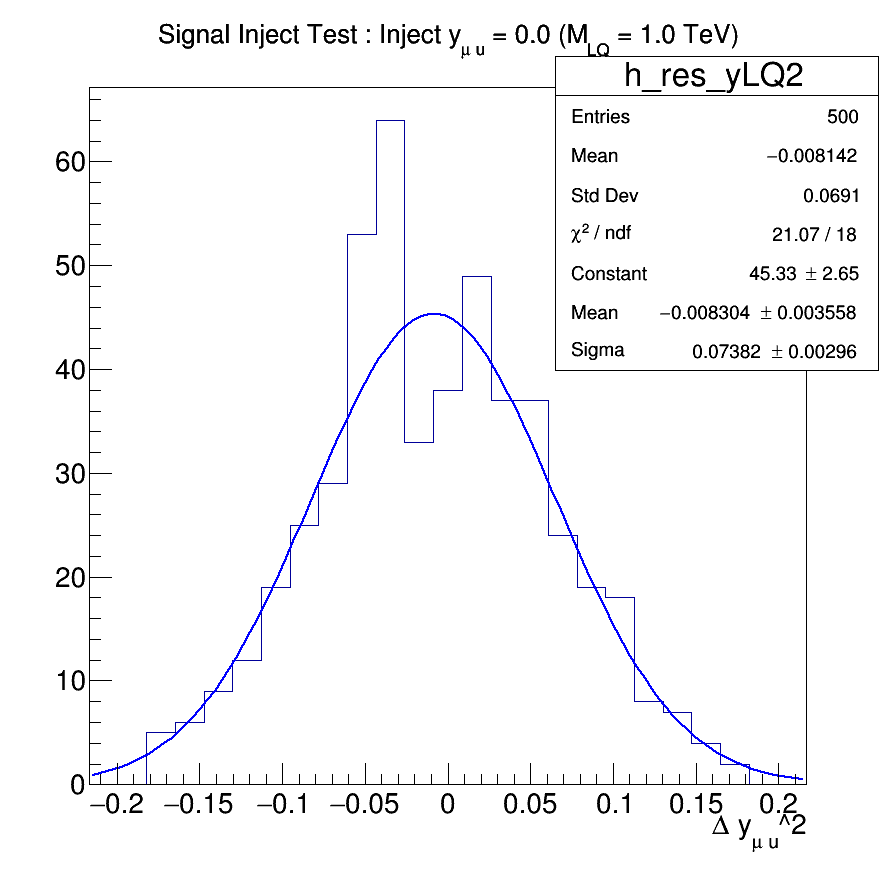 Signal Inject Test : Inject y_μ u = 0.0 (M_LQ = 1.0 TeV)
h_res_yLQ2
Entries 500
Mean −0.008142
Std Dev 0.0691
χ² / ndf 21.07 / 18
Constant 45.33 ± 2.65
Mean −0.008304 ± 0.003558
Sigma 0.07382 ± 0.00296
60
50
40
30
20
10
0
−0.2 −0.15 −0.1 −0.05 0 0.05 0.1 0.15 0.2
Δ y_μ u^2